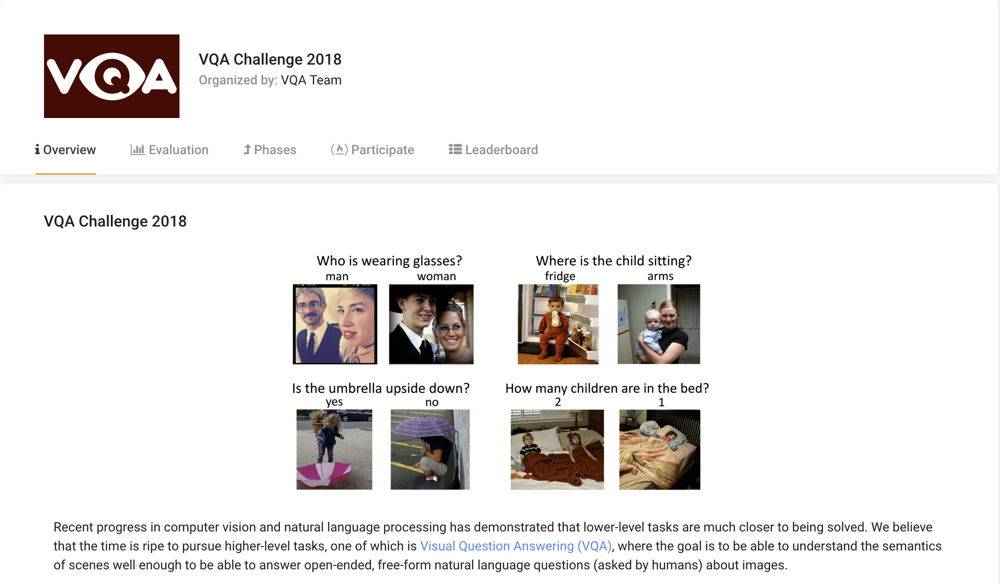 VQA
VQA Challenge 2018
Organized by: VQA Team
Overview
Evaluation
Phases
Participate
Leaderboard
VQA Challenge 2018
Who is wearing glasses?
man
woman
Where is the child sitting?
fridge
arms
Is the umbrella upside down?
yes
no
How many children are in the bed?
2
1
Recent progress in computer vision and natural language processing has demonstrated that lower-level tasks are much closer to being solved. We believe
that the time is ripe to pursue higher-level tasks, one of which is Visual Question Answering (VQA), where the goal is to be able to understand the semantics
of scenes well enough to be able to answer open-ended, free-form natural language questions (asked by humans) about images.